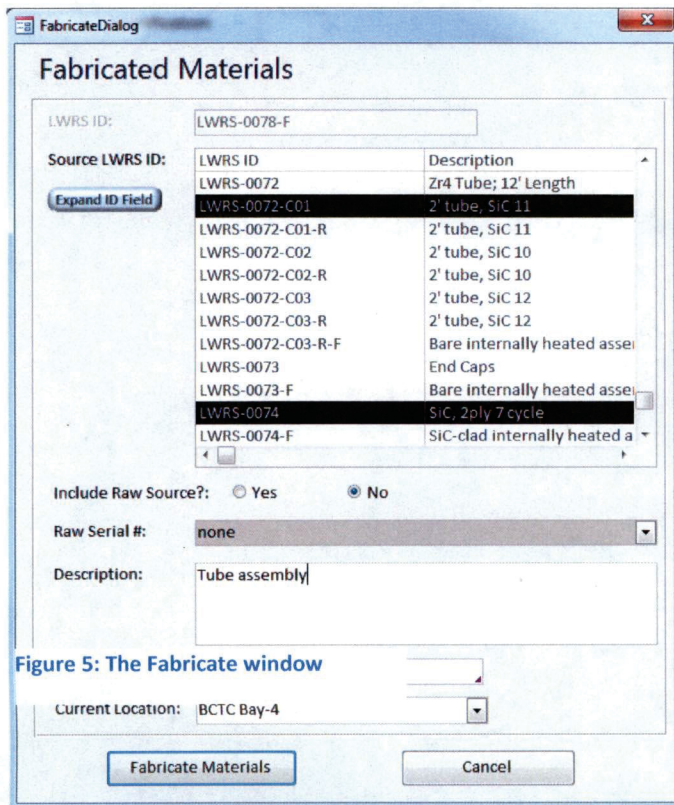 FabricateDialog
Fabricated Materials
LWRS ID: LWRS-0078-F
Source LWRS ID: LWRS ID Description
LWRS-0072 Zr4 Tube; 12' Length
Expand ID Field LWRS-0072-C01 2' tube, SiC 11
LWRS-0072-C01-R 2' tube, SiC 11
LWRS-0072-C02 2' tube, SiC 10
LWRS-0072-C02-R 2' tube, SiC 10
LWRS-0072-C03 2' tube, SiC 12
LWRS-0072-C03-R 2' tube, SiC 12
LWRS-0072-C03-R-F Bare internally heated asse
LWRS-0073 End Caps
LWRS-0073-F Bare internally heated asse
LWRS-0074 SiC, 2ply 7 cycle
LWRS-0074-F SiC-clad internally heated a
Include Raw Source?: Yes No
Raw Serial #: none
Description: Tube assembly
Figure 5: The Fabricate window
Current Location: BCTC Bay-4
Fabricate Materials Cancel